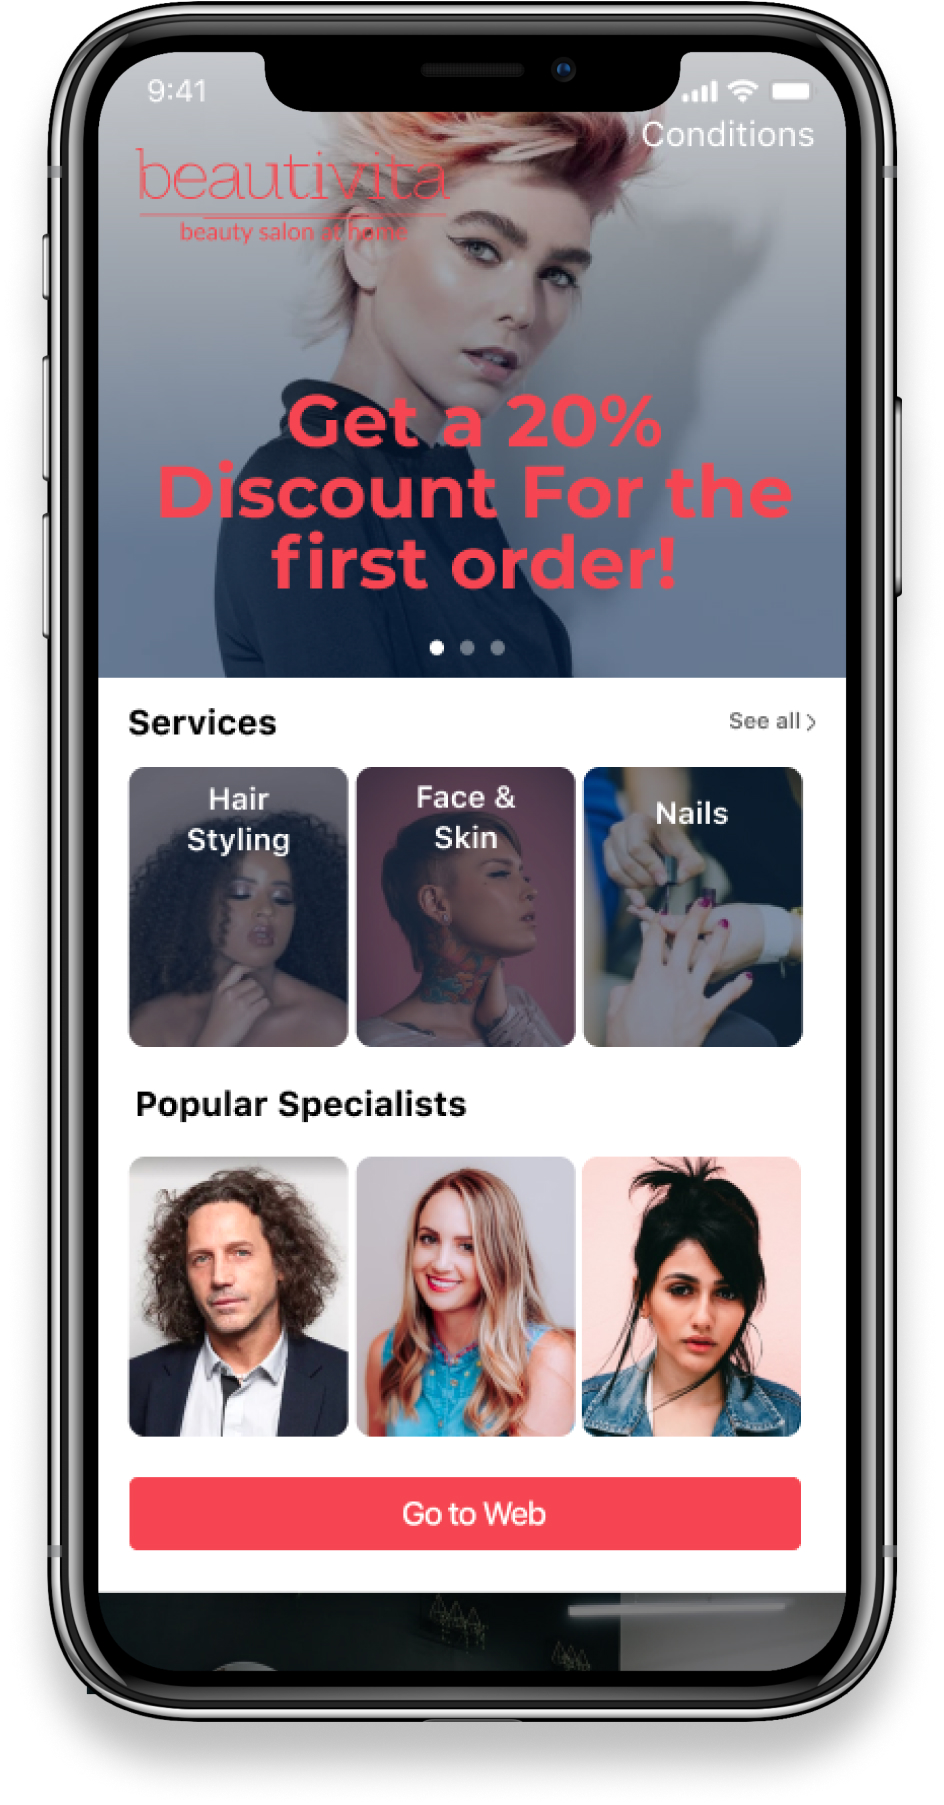 9:41
Conditions
beautivita
beauty salon at home
Get a 20%
Discount For the
first order!
Services
See all
Hair
Styling
Face &
Skin
Nails
Popular Specialists
Go to Web